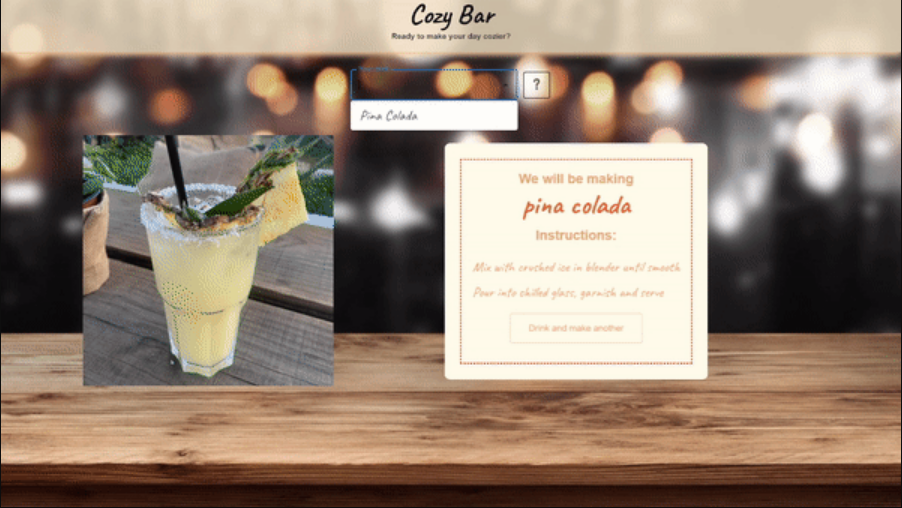 Cozy Bar
Ready to make your day cozier?
?
Pina Colada
We will be making
pina colada
Instructions:
Mix with crushed ice in blender until smooth
Pour into chilled glass, garnish and serve
Drink and make another